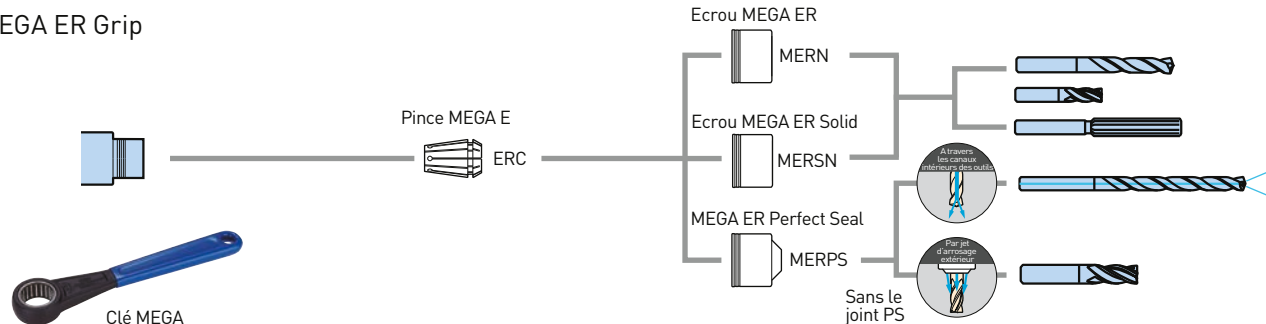 EGA ER Grip
Ecrou MEGA ER
MERN
Pince MEGA E
ERC
Ecrou MEGA ER Solid
MERSN
A travers
les canaux
intérieurs des outils
MEGA ER Perfect Seal
MERPS
Par jet
d'arrosage
extérieur
Sans le
joint PS
Clé MEGA